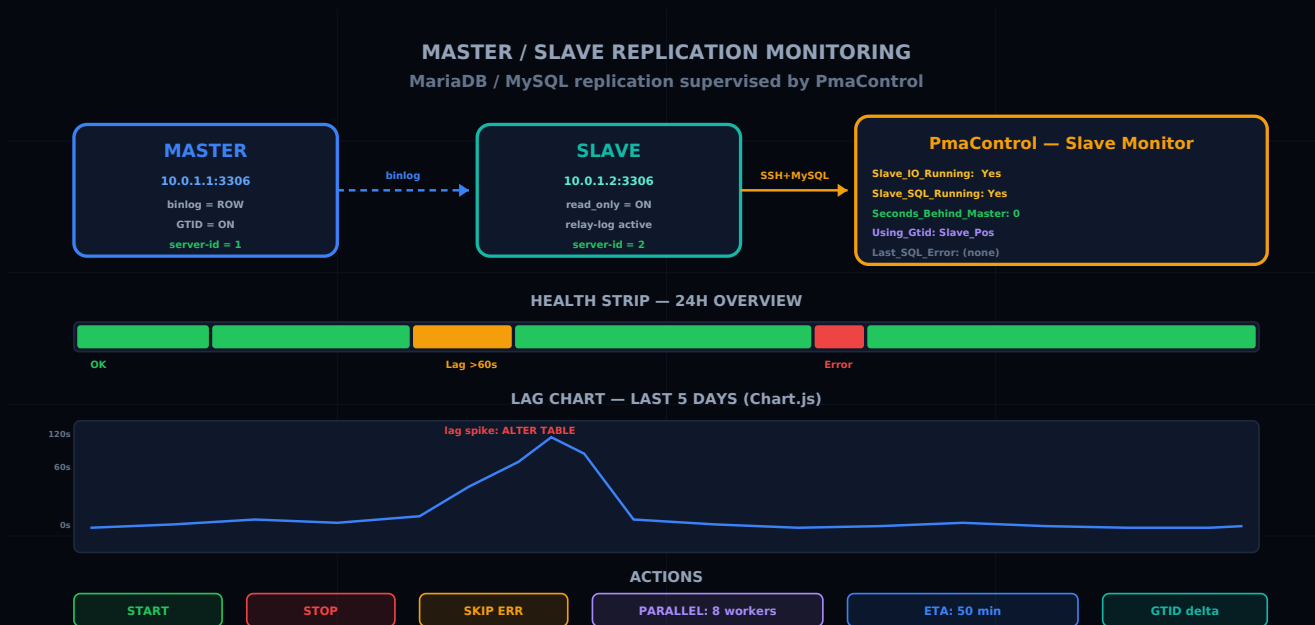 MASTER / SLAVE REPLICATION MONITORING
MariaDB / MySQL replication supervised by PmaControl
MASTER
10.0.1.1:3306
binlog = ROW
GTID = ON
server-id = 1
binlog
SLAVE
10.0.1.2:3306
read_only = ON
relay-log active
server-id = 2
SSH+MySQL
PmaControl — Slave Monitor
Slave_IO_Running: Yes
Slave_SQL_Running: Yes
Seconds_Behind_Master: 0
Using_Gtid: Slave_Pos
Last_SQL_Error: (none)
HEALTH STRIP — 24H OVERVIEW
OK
Lag >60s
Error
LAG CHART — LAST 5 DAYS (Chart.js)
lag spike: ALTER TABLE
120s
60s
0s
ACTIONS
START
STOP
SKIP ERR
PARALLEL: 8 workers
ETA: 50 min
GTID delta